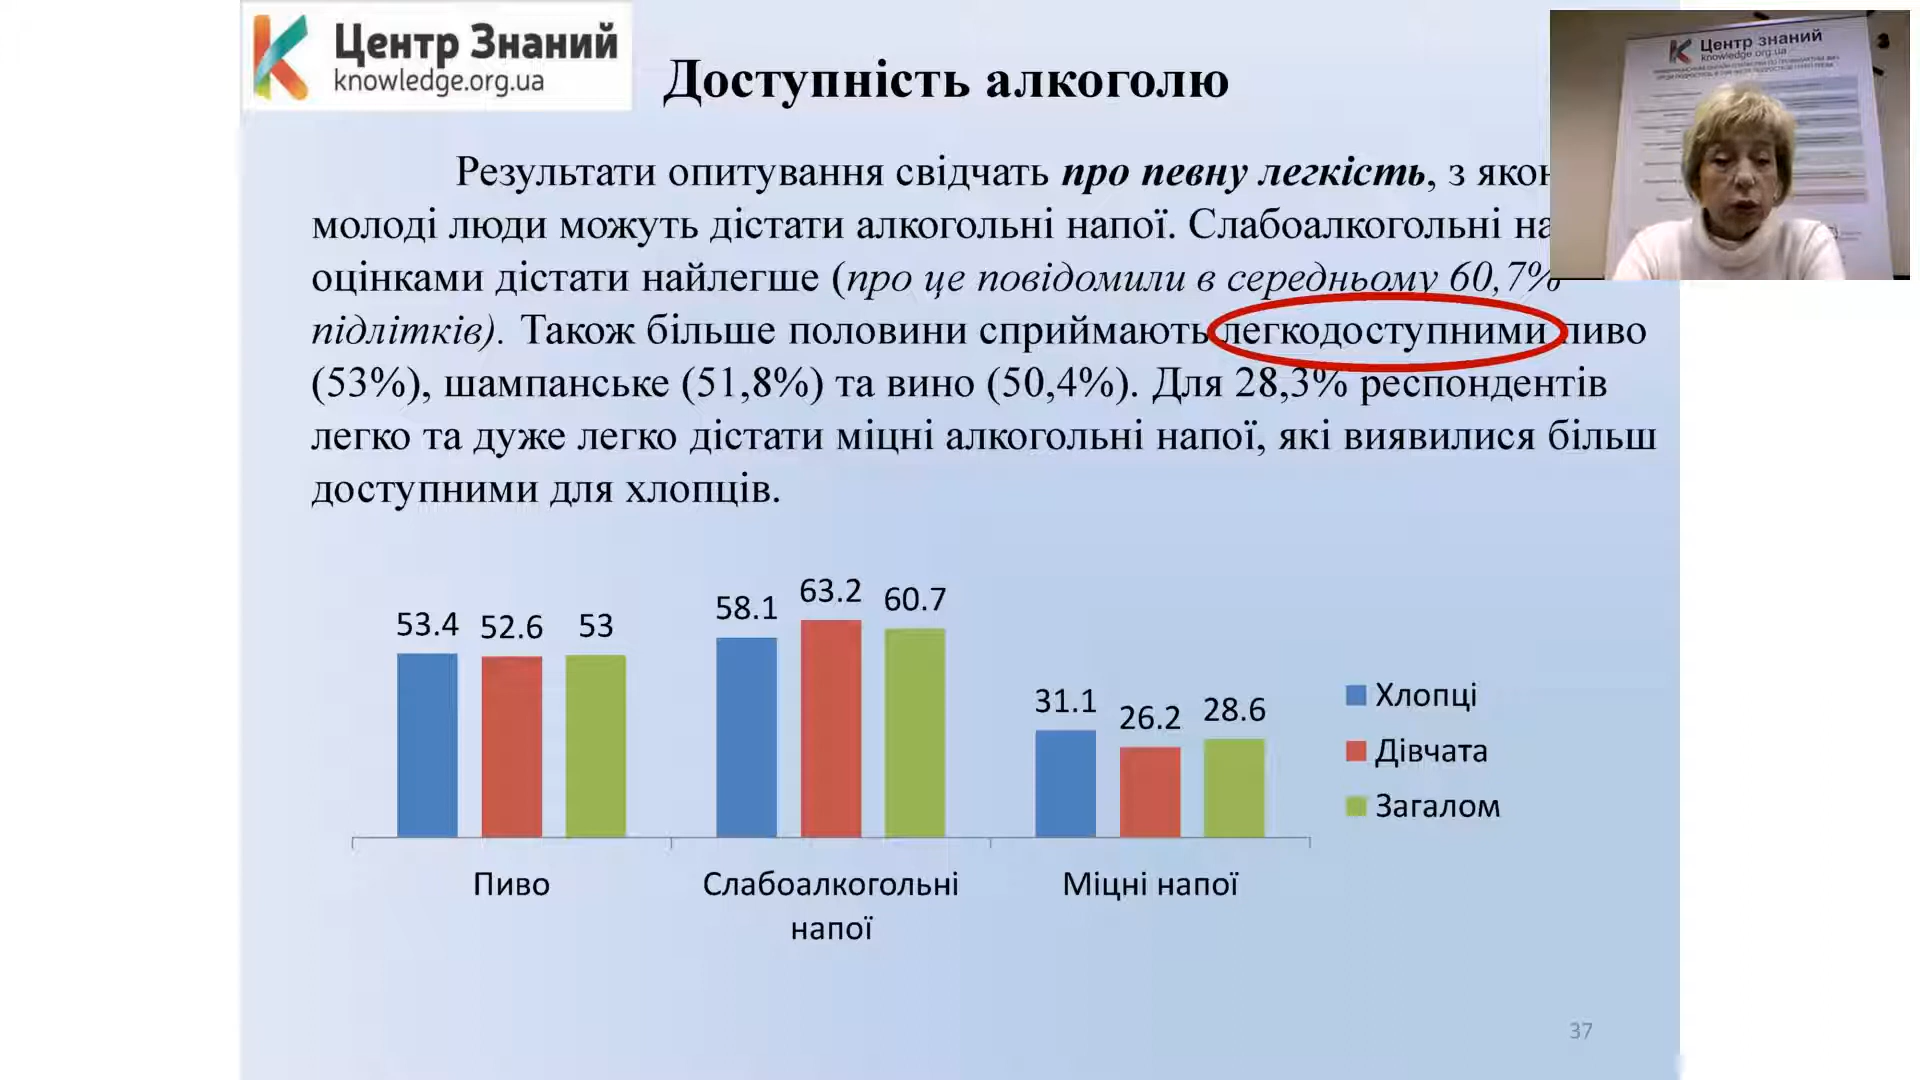 Центр Знаний
knowledge.org.ua
Доступність алкоголю
Центр знаний
knowledge.org.ua
Результати опитування свідчать про певну легкість, з
молоді люди можуть дістати алкогольні напої. Слабоалкогольні
оцінками дістати найлегше (про це повідомили в середньому 60,7%
підлітків). Також більше половини сприймають легкодоступними пиво
(53%), шампанське (51,8%) та вино (50,4%). Для 28,3% респондентів
легко та дуже легко дістати міцні алкогольні напої, які виявилися більш
доступними для хлопців.
53.4 52.6 53 58.1 63.2 60.7 31.1 26.2 28.6
Хлопці
Дівчата
Загалом
Пиво Слабоалкогольні напої Міцні напої
37